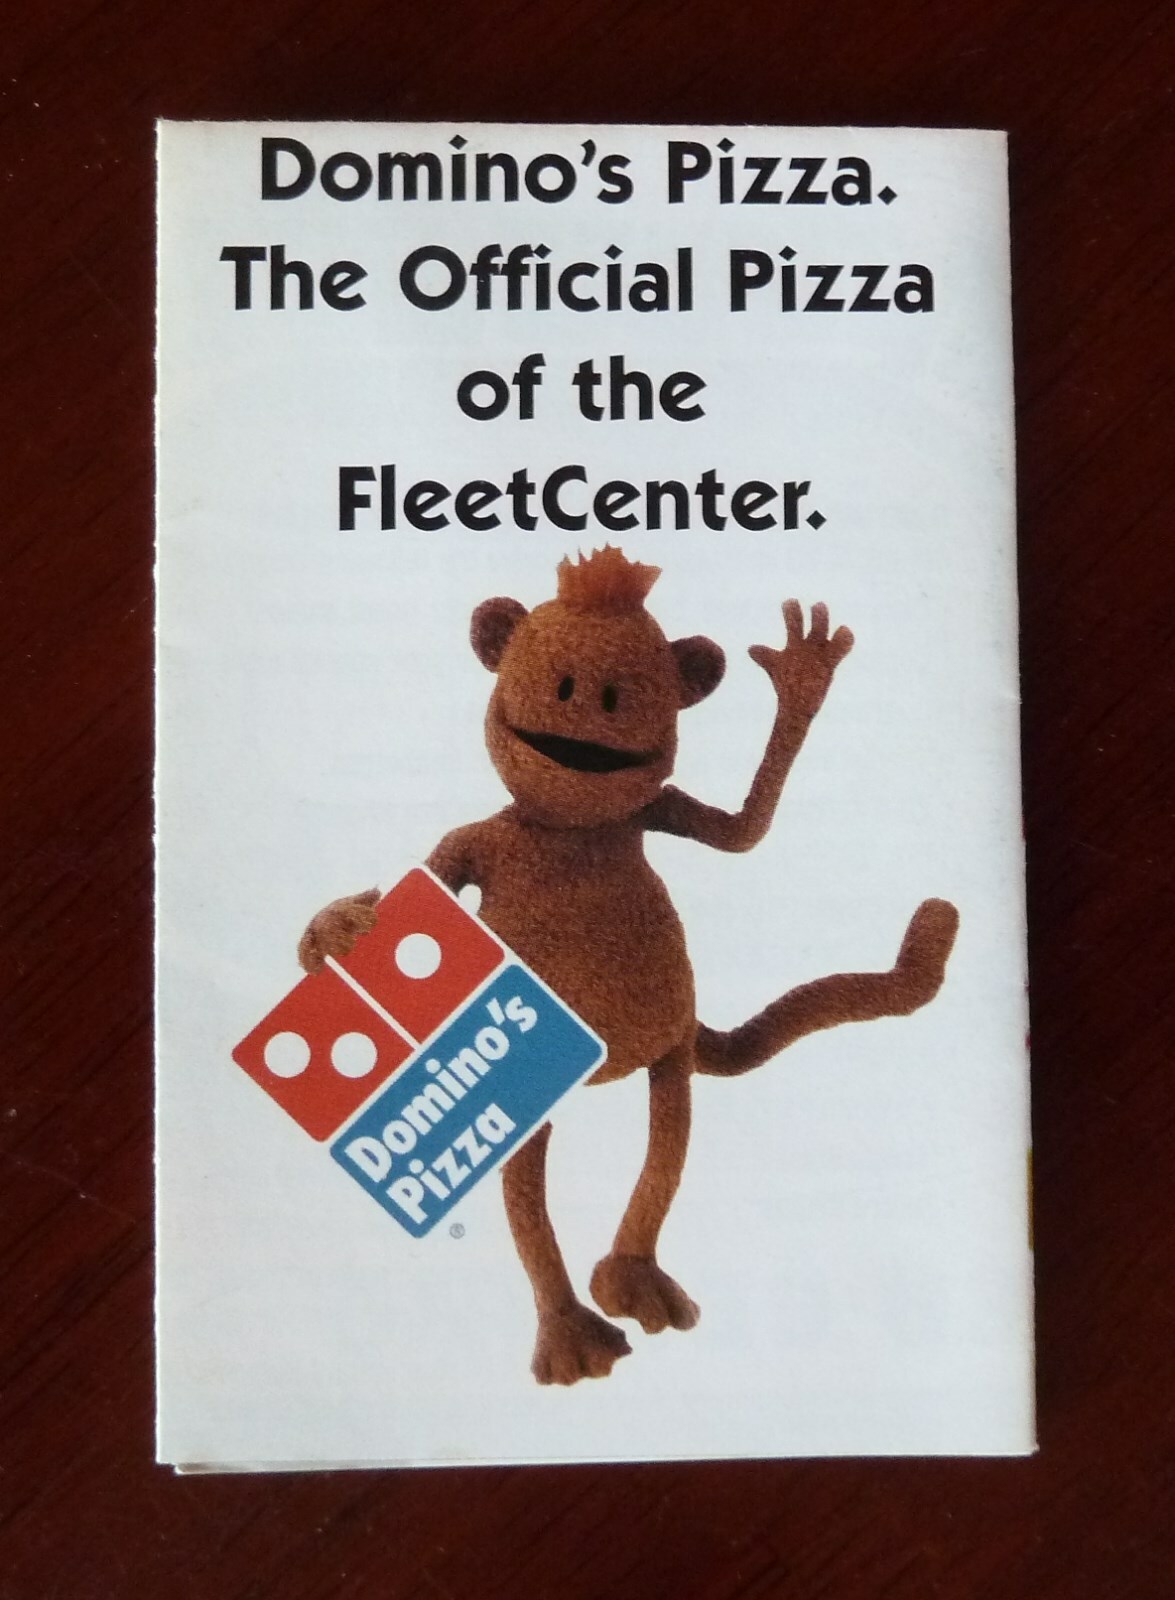 Domino's Pizza.
The Official Pizza
of the
FleetCenter.
Domino's
Pizza
®